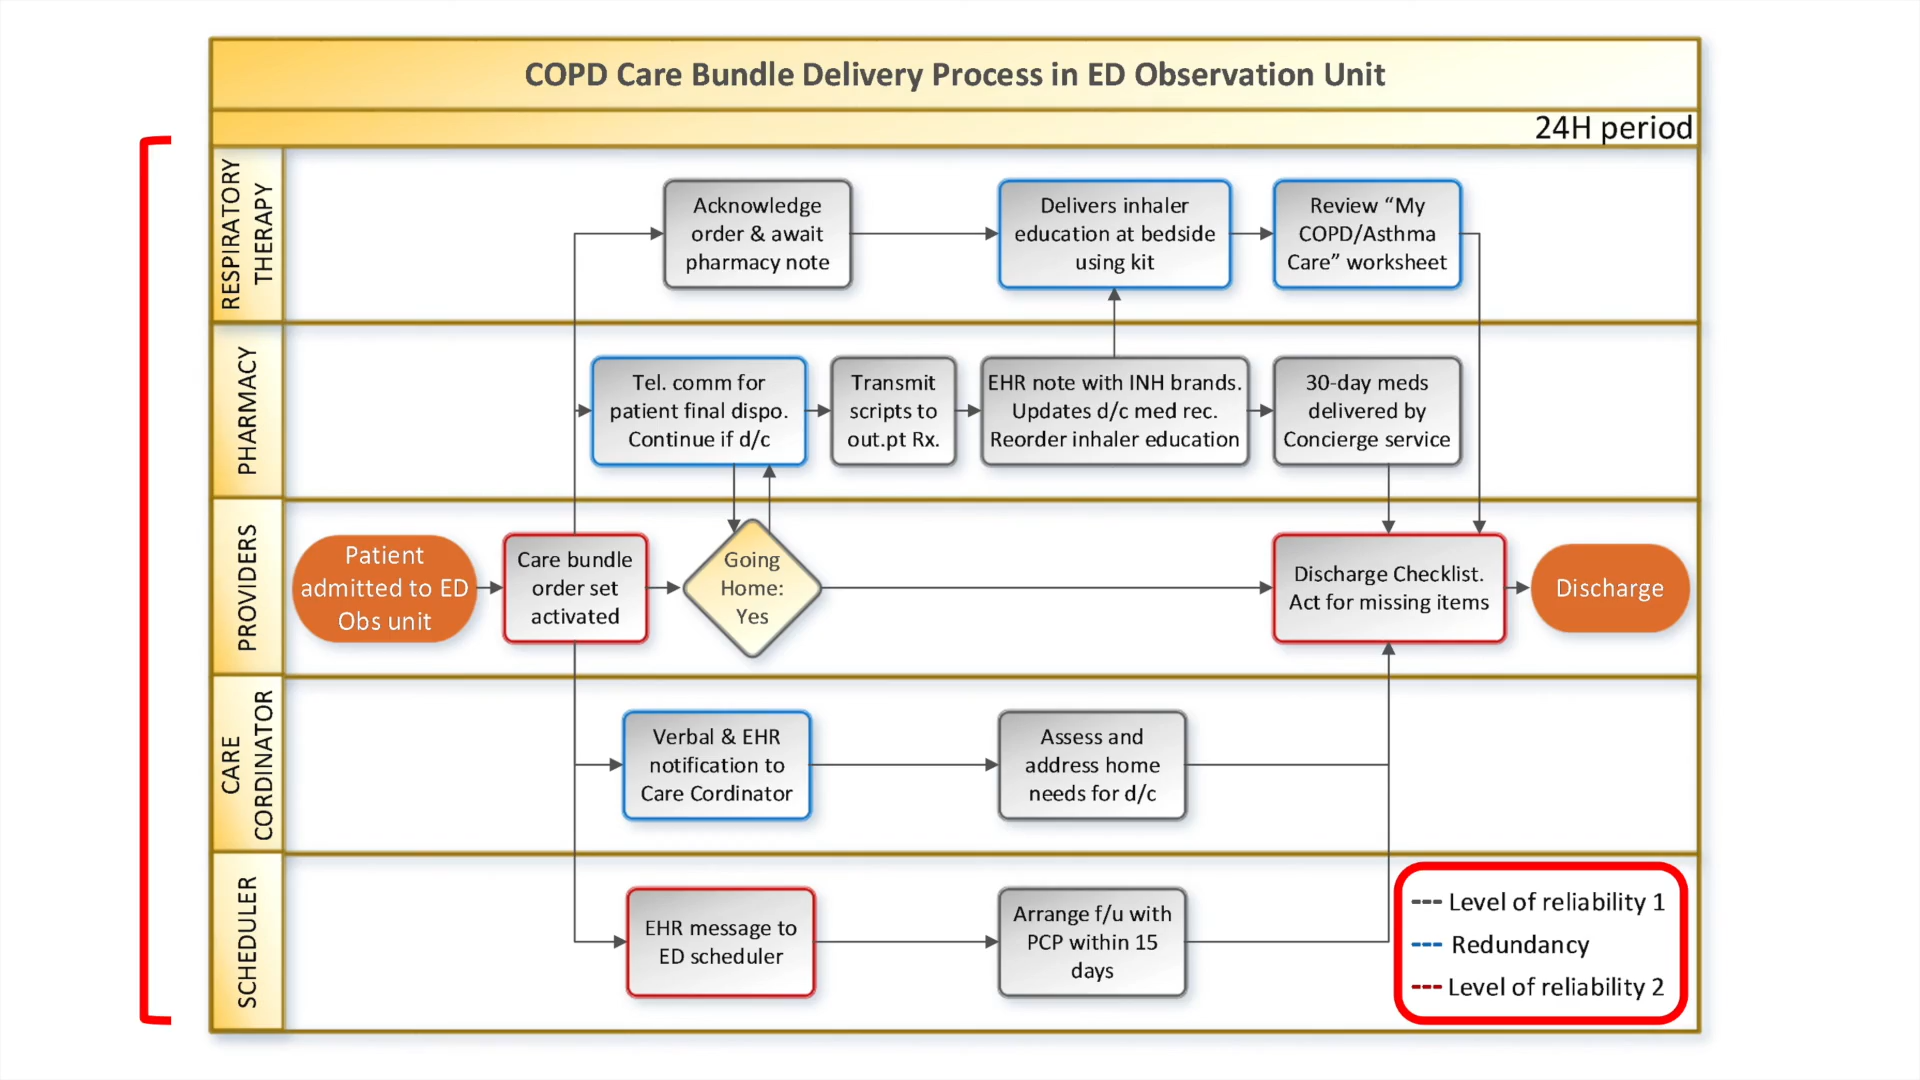 COPD Care Bundle Delivery Process in ED Observation Unit
24H period
RESPIRATORY
THERAPY
Acknowledge
order & await
pharmacy note
Delivers inhaler
education at bedside
using kit
Review “My
COPD/Asthma
Care” worksheet
PHARMACY
Tel. comm for
patient final dispo.
Continue if d/c
Transmit
scripts to
out.pt Rx.
EHR note with INH brands.
Updates d/c med rec.
Reorder inhaler education
30-day meds
delivered by
Concierge service
PROVIDERS
Patient
admitted to ED
Obs unit
Care bundle
order set
activated
Going
Home:
Yes
Discharge Checklist.
Act for missing items
Discharge
CARE
CORDINATOR
Verbal & EHR
notification to
Care Cordinator
Assess and
address home
needs for d/c
SCHEDULER
EHR message to
ED scheduler
Arrange f/u with
PCP within 15
days
--- Level of reliability 1
--- Redundancy
--- Level of reliability 2